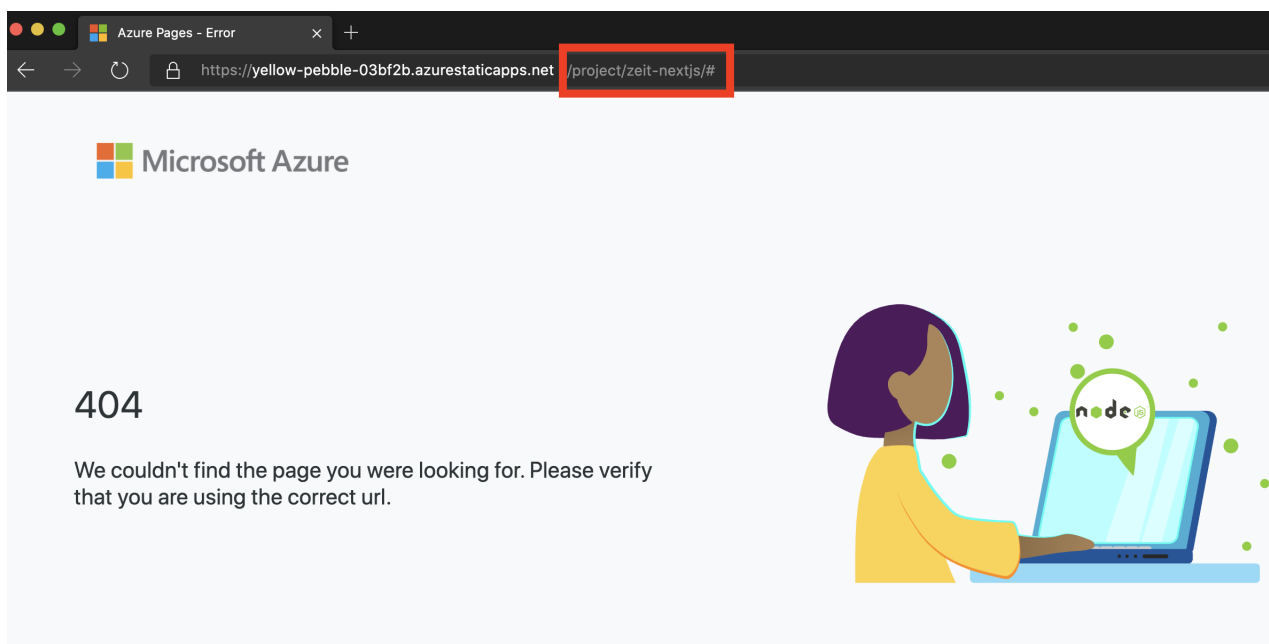 Azure Pages - Error
https://yellow-pebble-03bf2b.azurestaticapps.net/project/zeit-nextjs/#
Microsoft Azure
404
We couldn't find the page you were looking for. Please verify
that you are using the correct url.
node JS